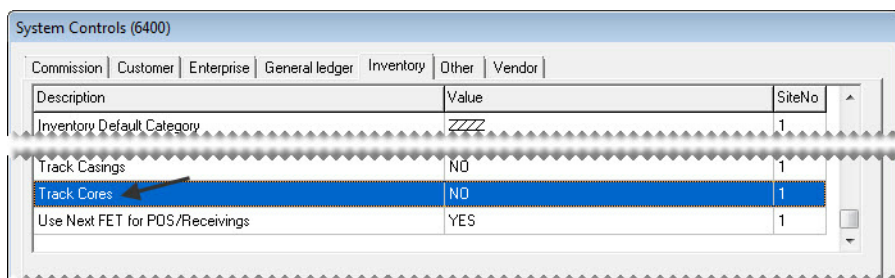 System Controls (6400)
Commission Customer Enterprise General ledger Inventory Other Vendor
Description Value SiteNo
Inventory Default Category ZZZZ 1
Track Casings NO 1
Track Cores NO 1
Use Next FET for POS/Receivings YES 1